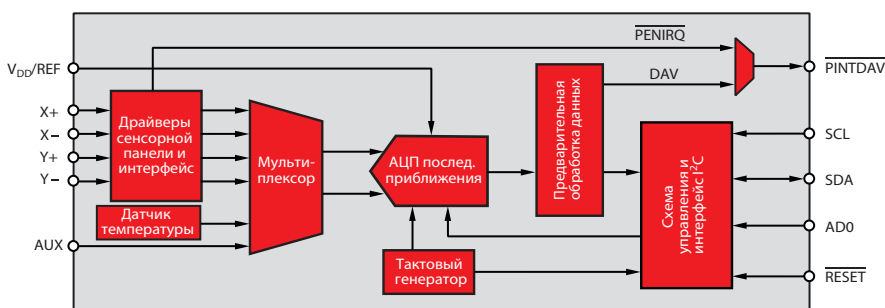 PENIRQ
PINTDAV
V_DD/REF
DAV
X+
X−
Y+
Y−
AUX
Драйверы
сенсорной
панели и
интерфейс
Датчик
температуры
Мульти-
плексор
АЦП послед.
приближения
Тактовый
генератор
Предварительная
обработка данных
Схема
управления и
интерфейс I²C
SCL
SDA
AD0
RESET